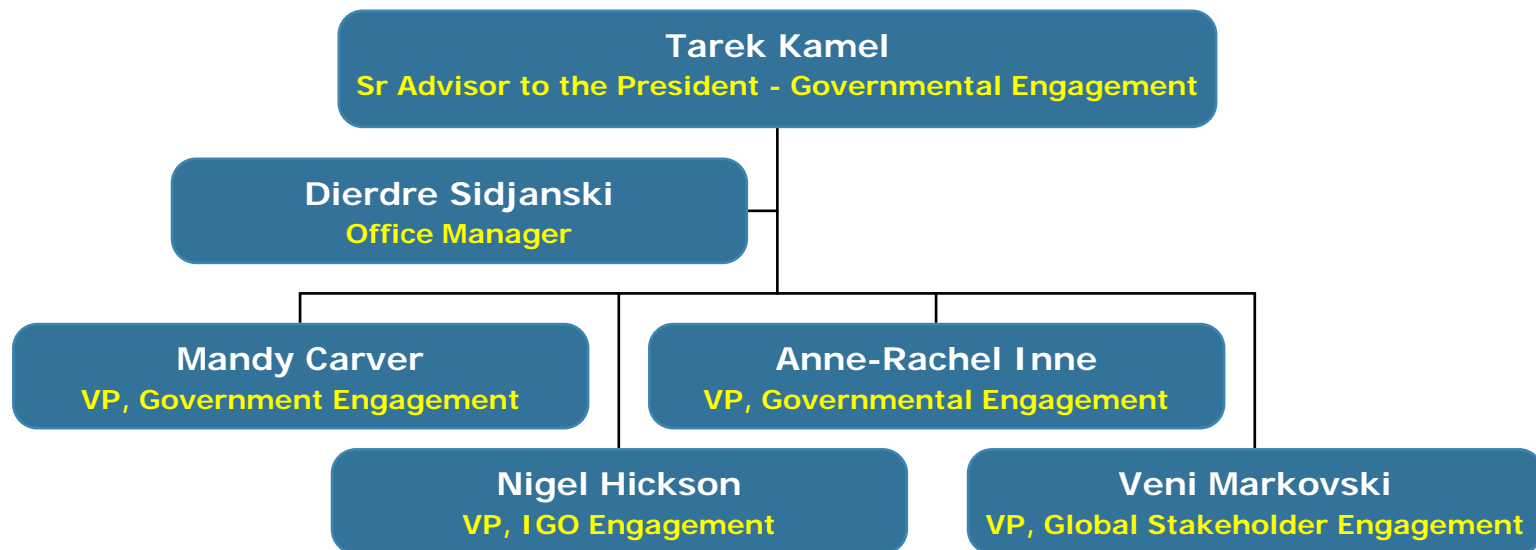 Tarek Kamel
Sr Advisor to the President - Governmental Engagement
Dierdre Sidjanski
Office Manager
Mandy Carver
VP, Government Engagement
Anne-Rachel Inne
VP, Governmental Engagement
Nigel Hickson
VP, IGO Engagement
Veni Markovski
VP, Global Stakeholder Engagement